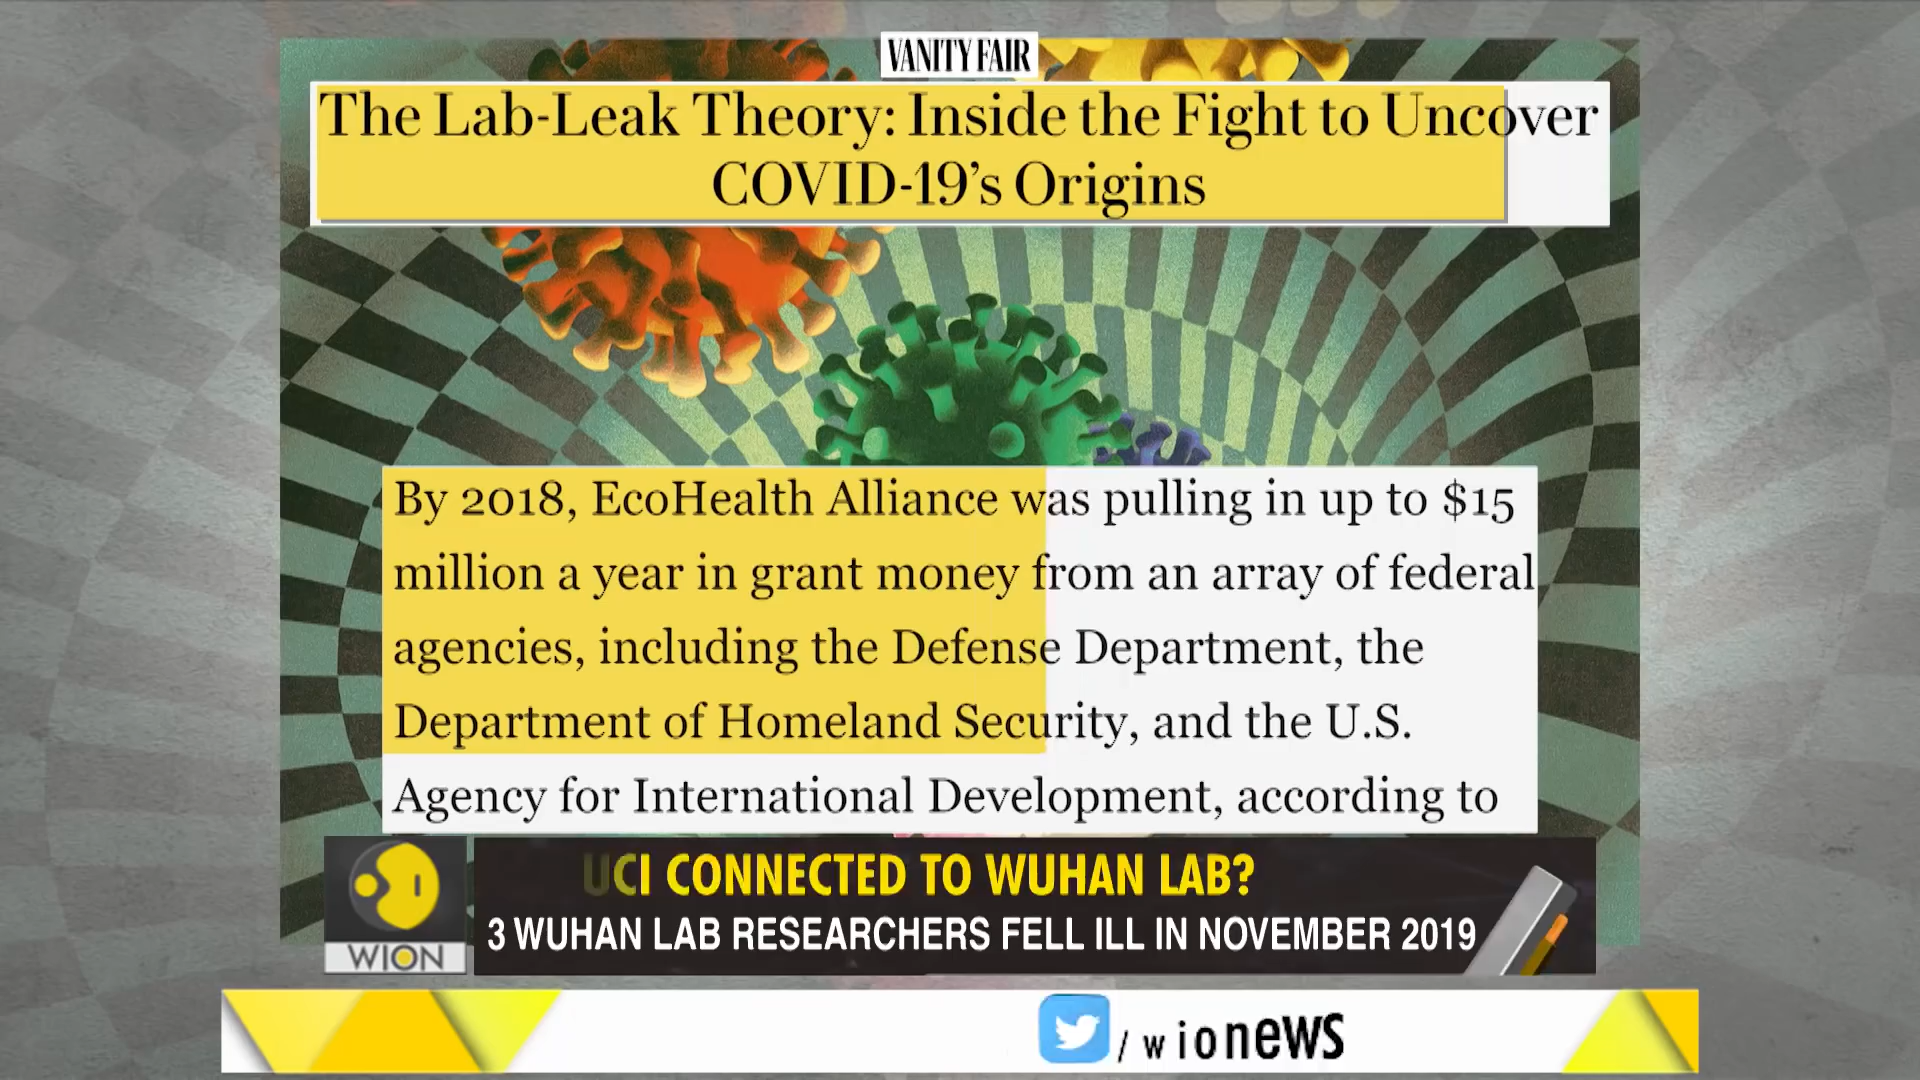 VANITY FAIR
The Lab-Leak Theory: Inside the Fight to Uncover
COVID-19's Origins
By 2018, EcoHealth Alliance was pulling in up to $15
million a year in grant money from an array of federal
agencies, including the Defense Department, the
Department of Homeland Security, and the U.S.
Agency for International Development, according to
UCI CONNECTED TO WUHAN LAB?
3 WUHAN LAB RESEARCHERS FELL ILL IN NOVEMBER 2019
WION
/wionews